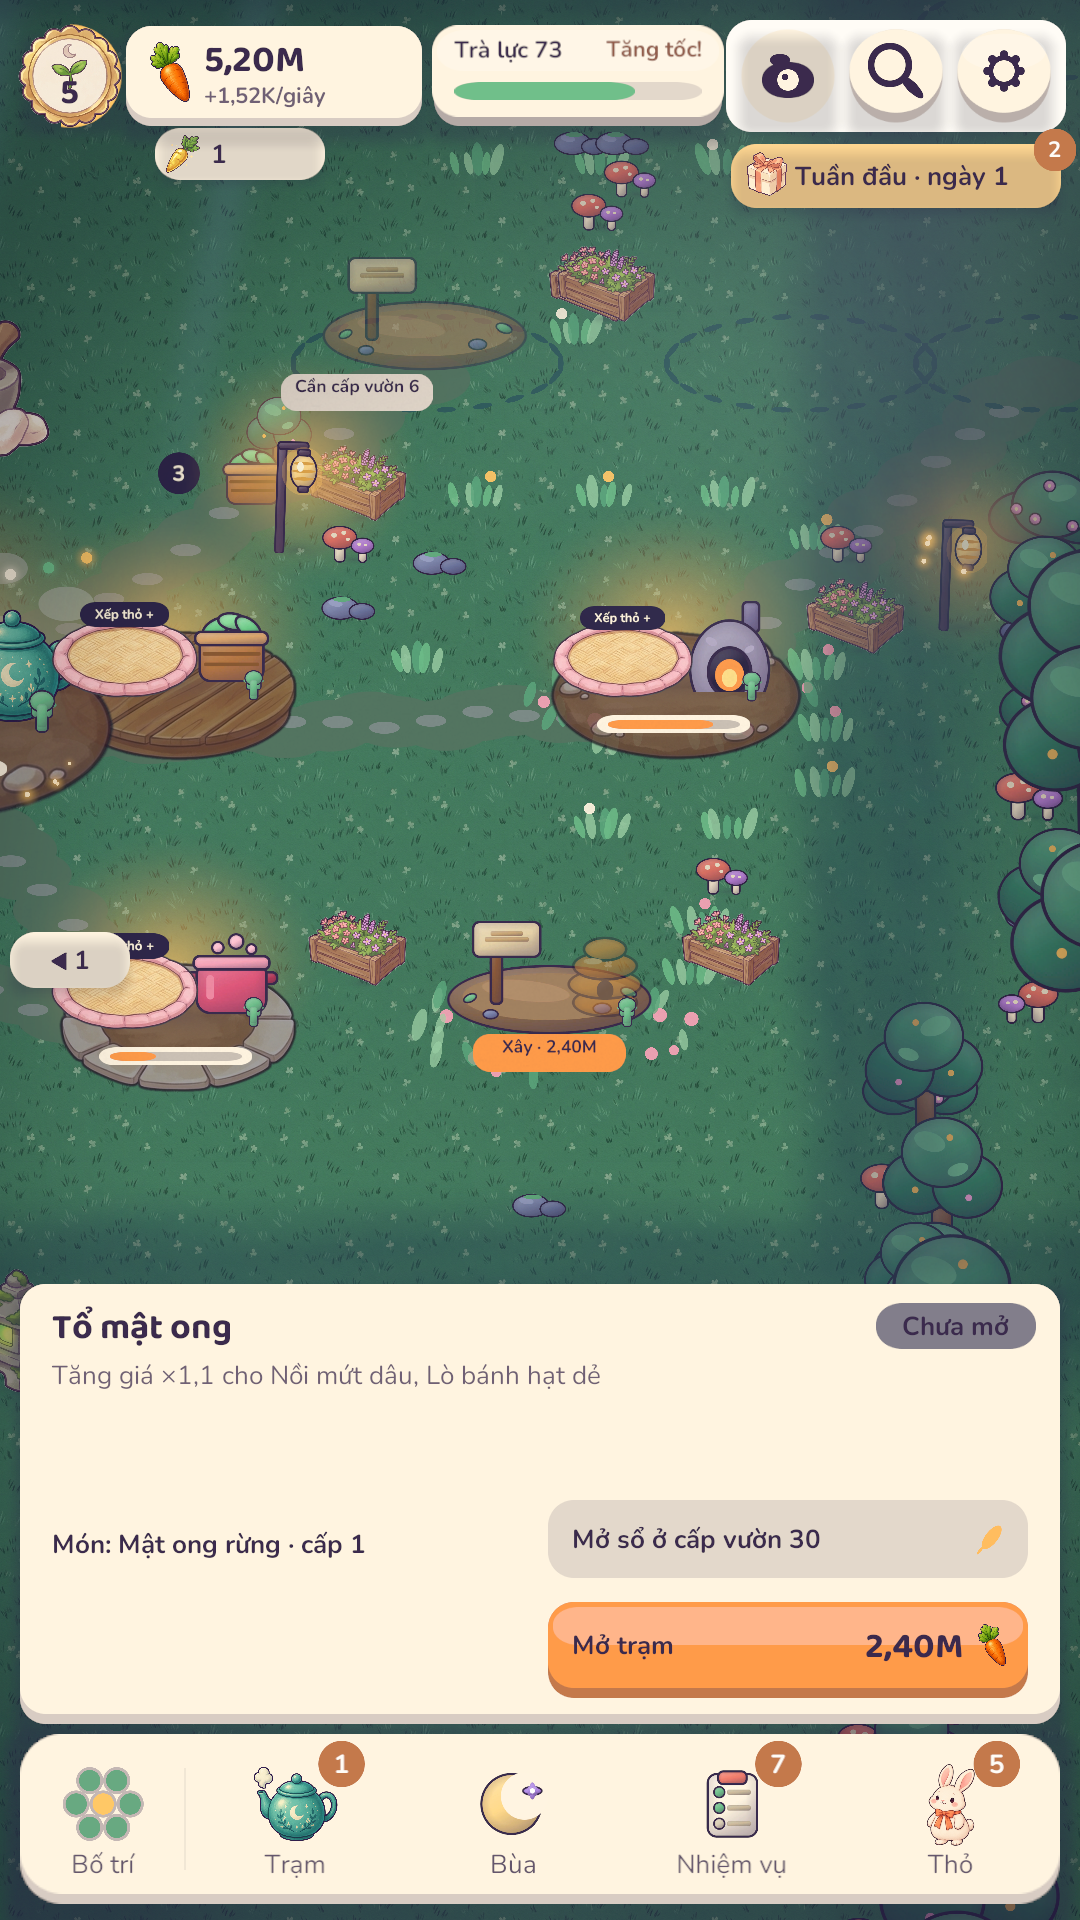 5
5,20M
+1,52K/giây
Trà lực 73
Tăng tốc!
1
2
Tuần đầu · ngày 1
Cần cấp vườn 6
3
Xếp thỏ +
Xếp thỏ +
hỏ +
◀ 1
Xây · 2,40M
Tổ mật ong
Chưa mở
Tăng giá ×1,1 cho Nồi mứt dâu, Lò bánh hạt dẻ
Món: Mật ong rừng · cấp 1
Mở sổ ở cấp vườn 30
Mở trạm
2,40M
1
7
5
Bố trí
Trạm
Bùa
Nhiệm vụ
Thỏ